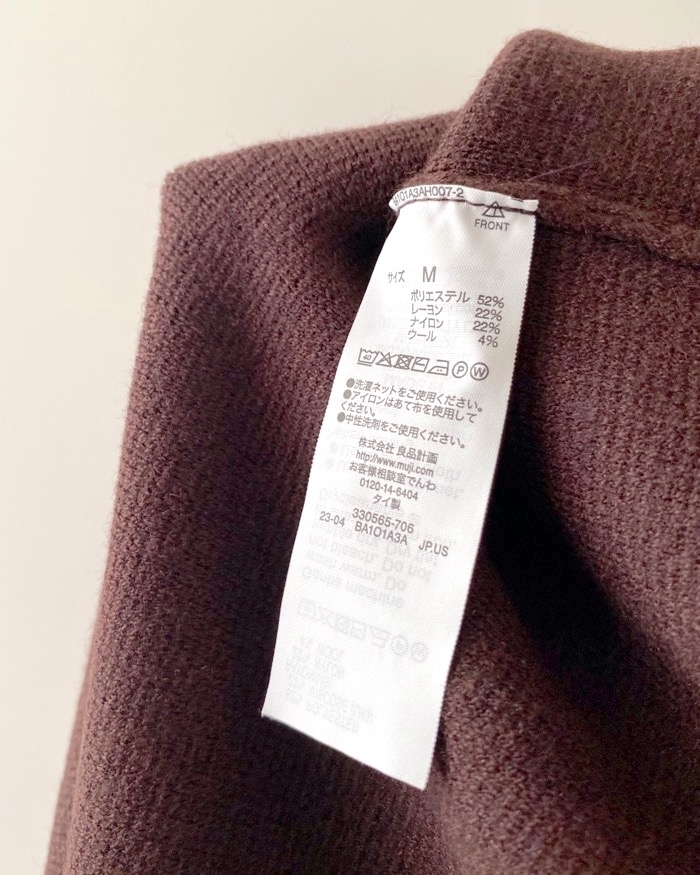 BA101A3AH007-2
FRONT
サイズ M
ポリエステル 52%
レーヨン 22%
ナイロン 22%
ウール 4%
40
P W
●洗濯ネットをご使用ください。
●アイロンはあて布を使用して
ください。
●中性洗剤をご使用ください。
株式会社 良品計画
http://www.muji.com
お客様相談室でんわ
0120-14-6404
タイ製
330565-706
23-04 BA1O1A3A JP.US